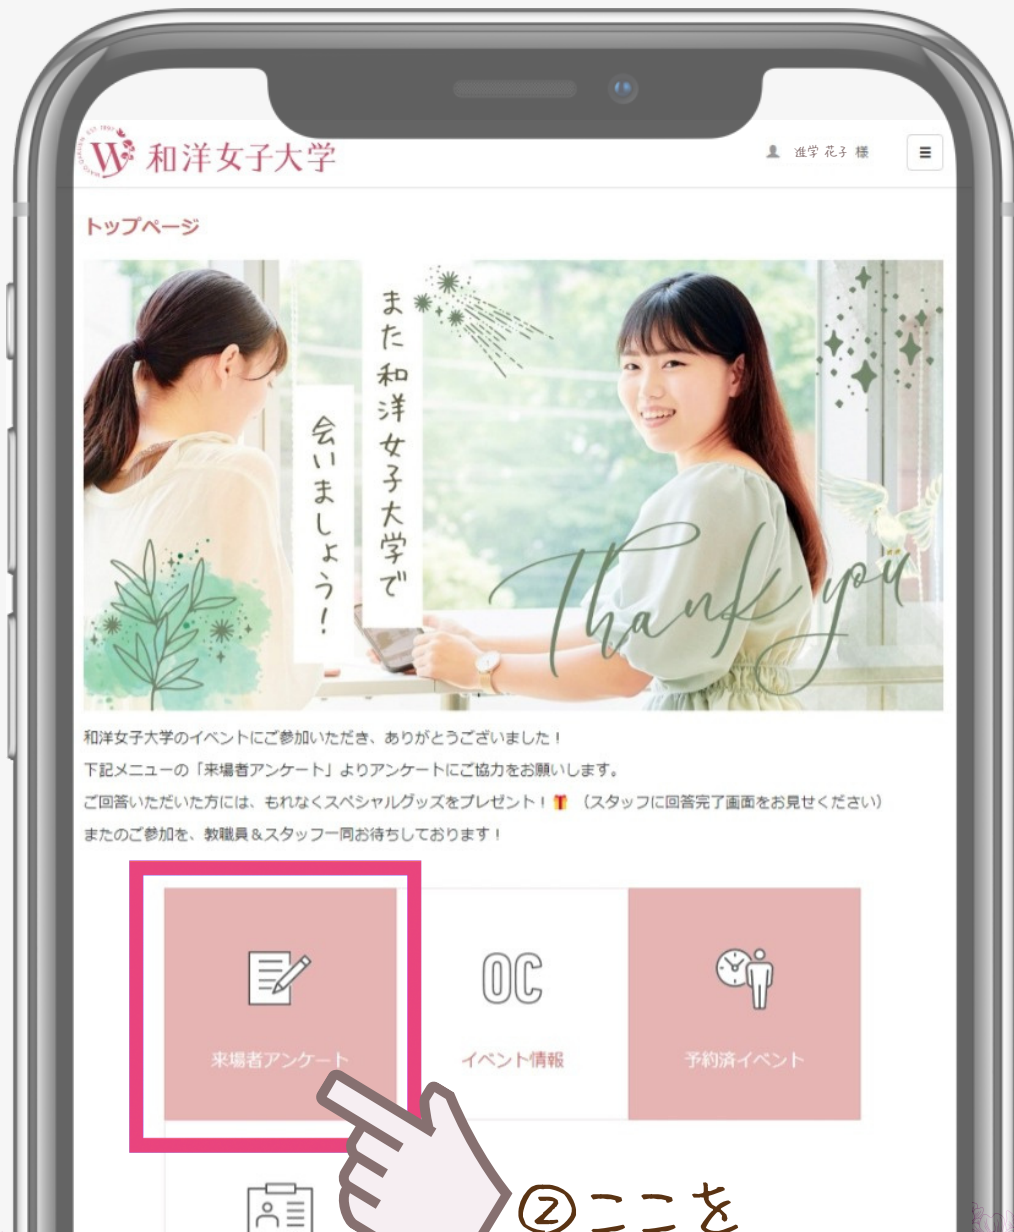 和洋女子大学
進学 花子 様
トップページ
また和洋女子大学で
会いましょう！
Thank you
和洋女子大学のイベントにご参加いただき、ありがとうございました！
下記メニューの「来場者アンケート」よりアンケートにご協力をお願いします。
ご回答いただいた方には、もれなくスペシャルグッズをプレゼント！ （スタッフに回答完了画面をお見せください）
またのご参加を、教職員＆スタッフ一同お待ちしております！
来場者アンケート
OC
イベント情報
予約済イベント
②ここを